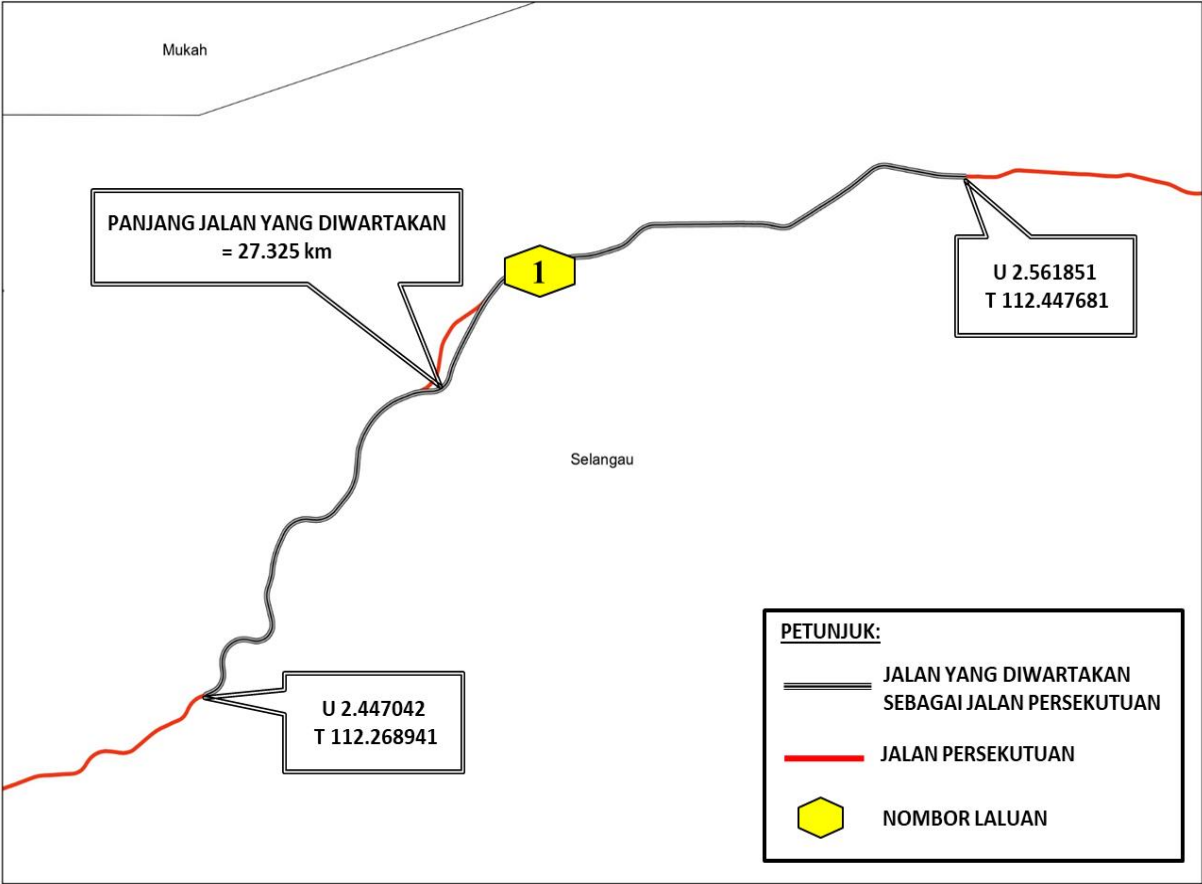 Mukah
PANJANG JALAN YANG DIWARTAKAN
= 27.325 km
1
U 2.561851
T 112.447681
Selangau
U 2.447042
T 112.268941
PETUNJUK:
JALAN YANG DIWARTAKAN
SEBAGAI JALAN PERSEKUTUAN
JALAN PERSEKUTUAN
NOMBOR LALUAN